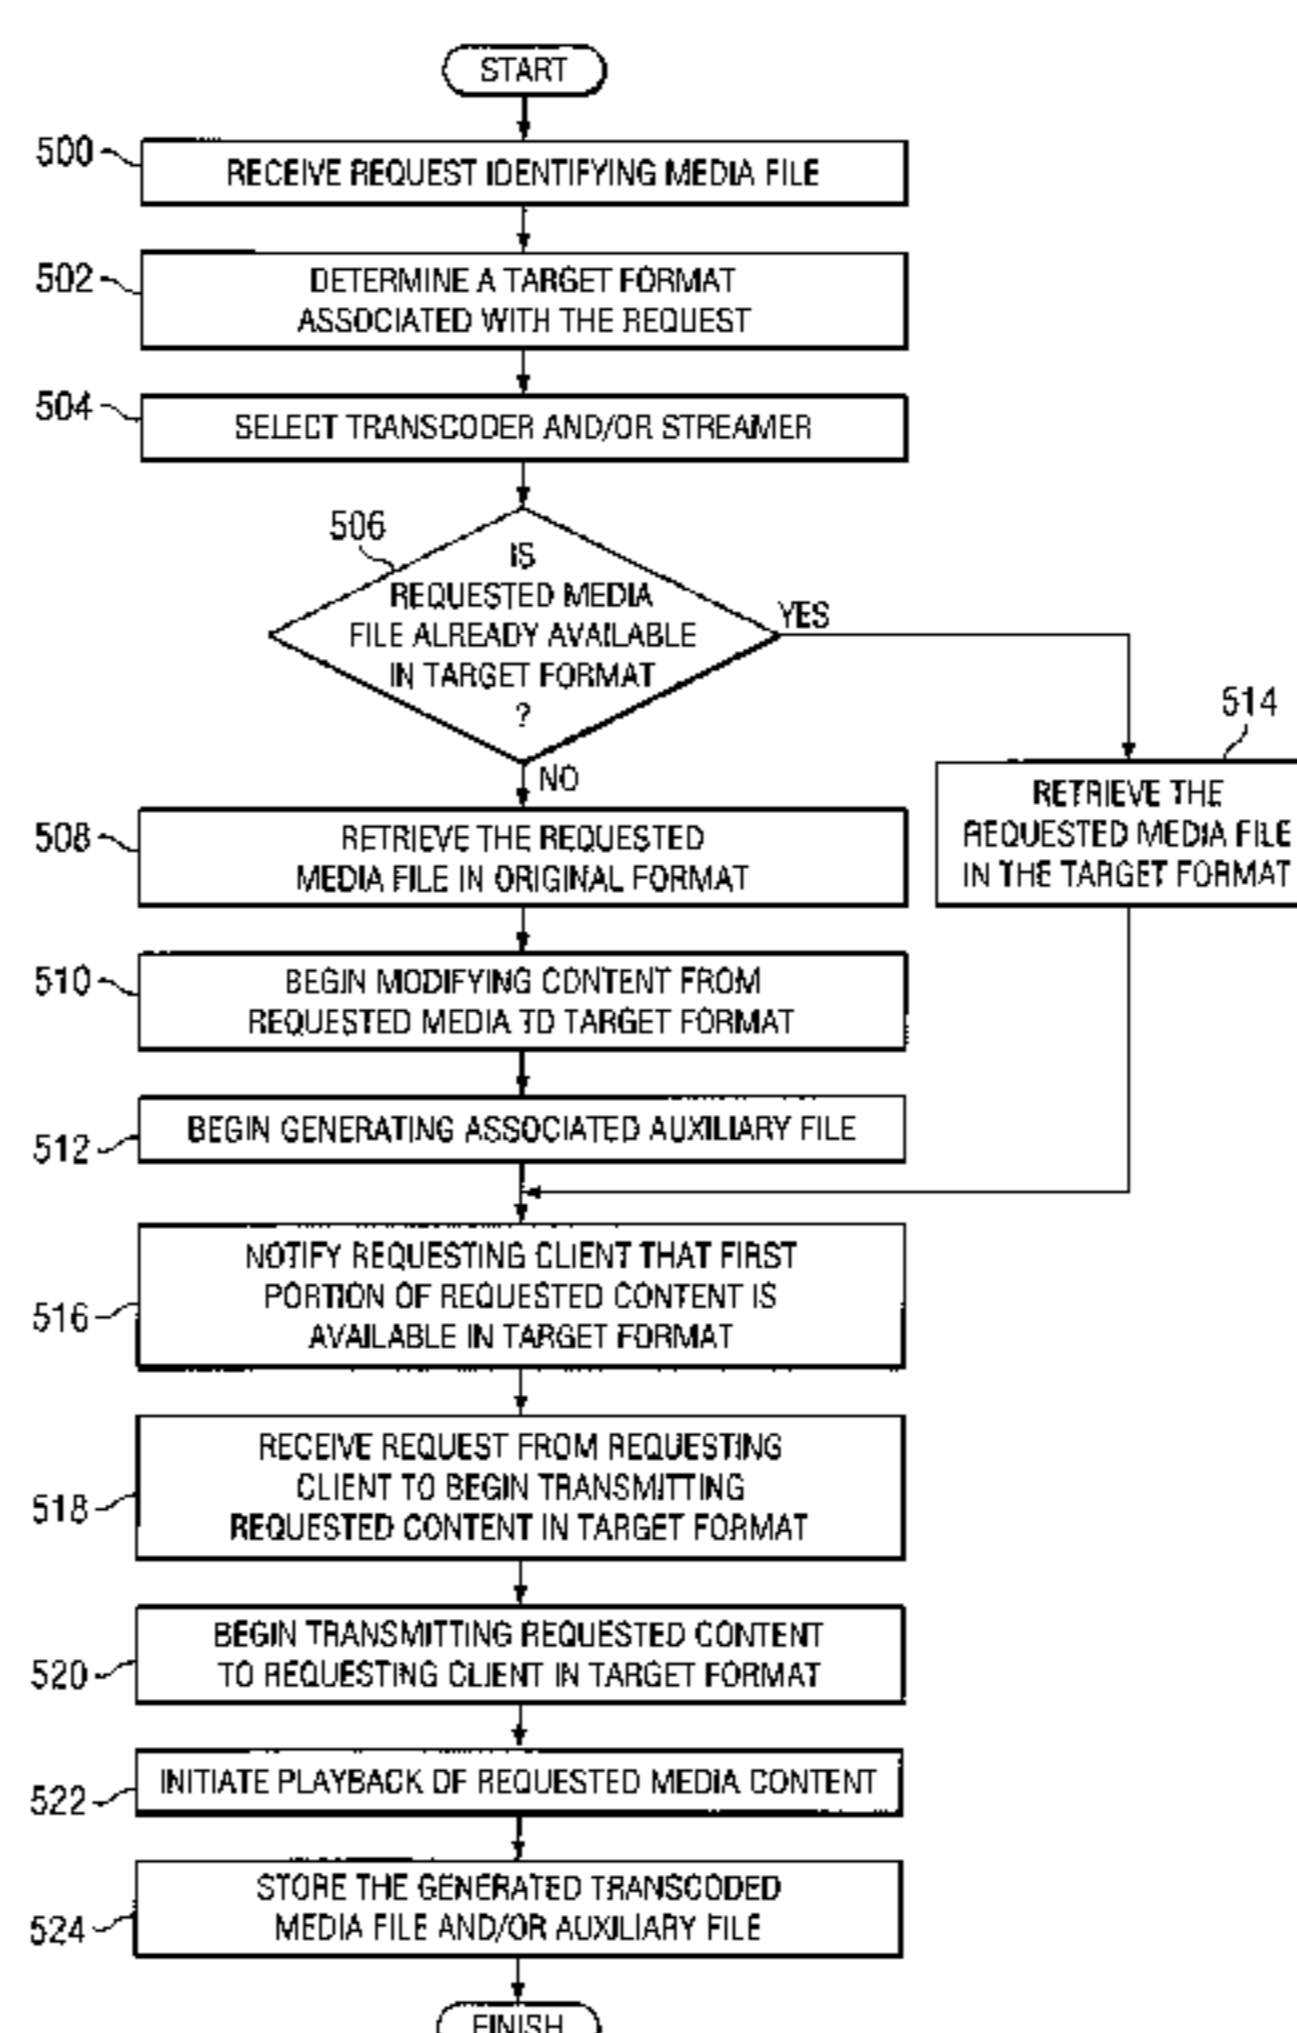 START
500
RECEIVE REQUEST IDENTIFYING MEDIA FILE
502
DETERMINE A TARGET FORMAT
ASSOCIATED WITH THE REQUEST
504
SELECT TRANSCODER AND/OR STREAMER
506
IS
REQUESTED MEDIA
FILE ALREADY AVAILABLE
IN TARGET FORMAT
?
YES
NO
514
RETRIEVE THE
REQUESTED MEDIA FILE
IN THE TARGET FORMAT
508
RETRIEVE THE REQUESTED
MEDIA FILE IN ORIGINAL FORMAT
510
BEGIN MODIFYING CONTENT FROM
REQUESTED MEDIA TO TARGET FORMAT
512
BEGIN GENERATING ASSOCIATED AUXILIARY FILE
516
NOTIFY REQUESTING CLIENT THAT FIRST
PORTION OF REQUESTED CONTENT IS
AVAILABLE IN TARGET FORMAT
518
RECEIVE REQUEST FROM REQUESTING
CLIENT TO BEGIN TRANSMITTING
REQUESTED CONTENT IN TARGET FORMAT
520
BEGIN TRANSMITTING REQUESTED CONTENT
TO REQUESTING CLIENT IN TARGET FORMAT
522
INITIATE PLAYBACK OF REQUESTED MEDIA CONTENT
524
STORE THE GENERATED TRANSCODED
MEDIA FILE AND/OR AUXILIARY FILE
FINISH